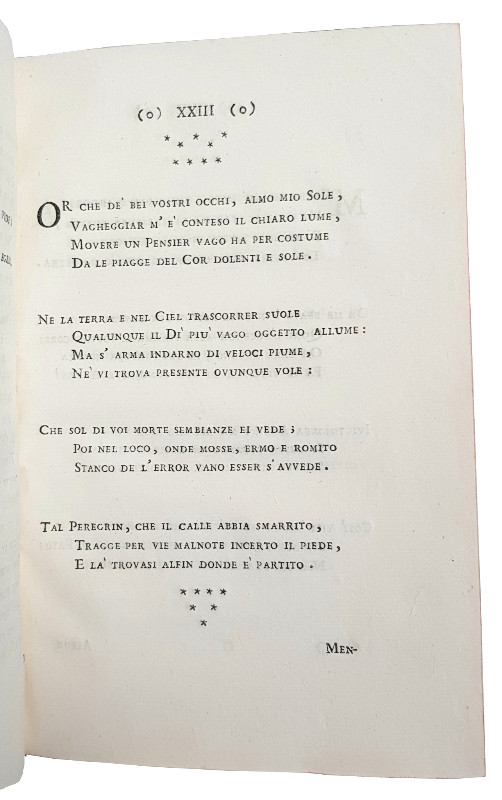 (o) XXIII (o)
* * * * *
* * * *
OR CHE DE' BEI VOSTRI OCCHI, ALMO MIO SOLE,
VAGHEGGIAR M' E' CONTESO IL CHIARO LUME,
MOVERE UN PENSIER VAGO HA PER COSTUME
DA LE PIAGGE DEL COR DOLENTI E SOLE.
NE LA TERRA E NEL CIEL TRASCORRER SUOLE
QUALUNQUE IL DI' PIU' VAGO OGGETTO ALLUME:
MA S' ARMA INDARNO DI VELOCI PIUME,
NE' VI TROVA PRESENTE OVUNQUE VOLE:
CHE SOL DI VOI MORTE SEMBIANZE EI VEDE;
POI NEL LOCO, ONDE MOSSE, ERMO E ROMITO
STANCO DE L'ERROR VANO ESSER S'AVVEDE.
TAL PEREGRIN, CHE IL CALLE ABBIA SMARRITO,
TRAGGE PER VIE MALNOTE INCERTO IL PIEDE,
E LA' TROVASI ALFIN DONDE E' PARTITO.
* * * *
* *
*
MEN-